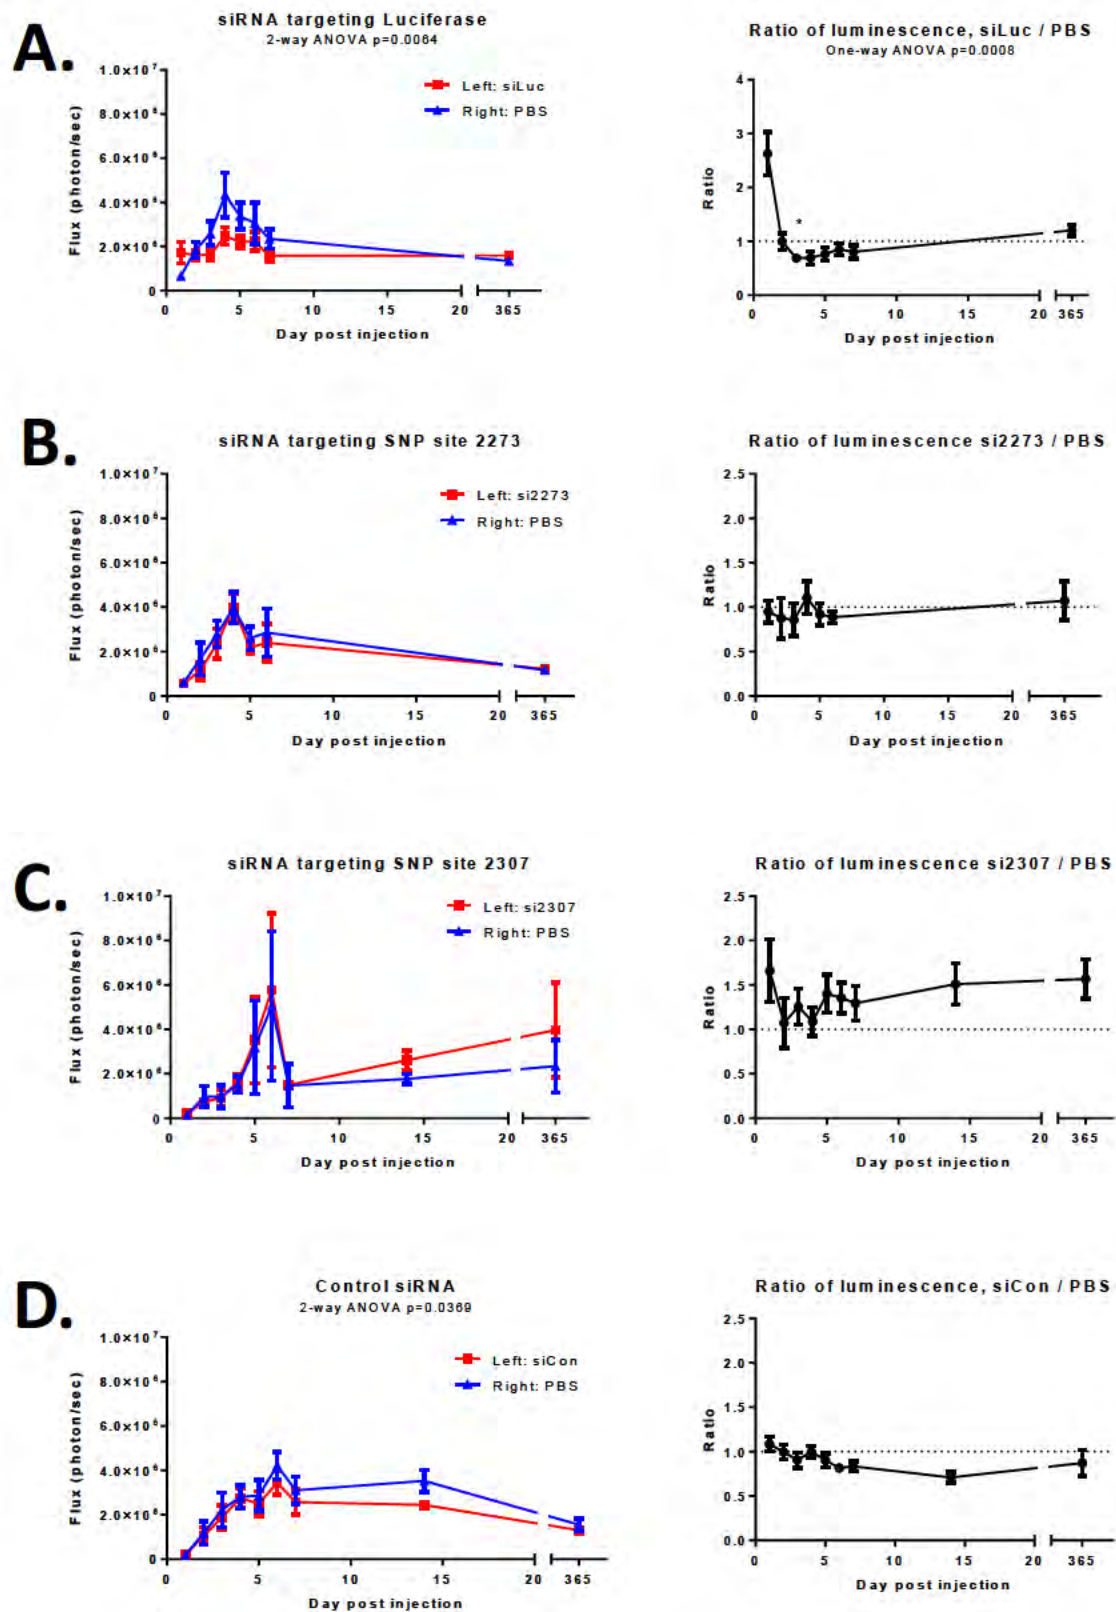 A.
siRNA targeting Luciferase
2-way ANOVA p=0.0064
Flux (photon/sec)
1.0×10⁷
8.0×10⁶
6.0×10⁶
4.0×10⁶
2.0×10⁶
0
Left: siLuc
Right: PBS
0 5 10 15 20 365
Day post injection
Ratio of luminescence, siLuc / PBS
One-way ANOVA p=0.0008
Ratio
4
3
2
1
0
*
0 5 10 15 20 365
Day post injection
B.
siRNA targeting SNP site 2273
Flux (photon/sec)
1.0×10⁷
8.0×10⁶
6.0×10⁶
4.0×10⁶
2.0×10⁶
0
Left: si2273
Right: PBS
0 5 10 15 20 365
Day post injection
Ratio of luminescence si2273 / PBS
Ratio
2.5
2.0
1.5
1.0
0.5
0.0
0 5 10 15 20 365
Day post injection
C.
siRNA targeting SNP site 2307
Flux (photon/sec)
1.0×10⁷
8.0×10⁶
6.0×10⁶
4.0×10⁶
2.0×10⁶
0
Left: si2307
Right: PBS
0 5 10 15 20 365
Day post injection
Ratio of luminescence si2307 / PBS
Ratio
2.5
2.0
1.5
1.0
0.5
0.0
0 5 10 15 20 365
Day post injection
D.
Control siRNA
2-way ANOVA p=0.0369
Flux (photon/sec)
1.0×10⁷
8.0×10⁶
6.0×10⁶
4.0×10⁶
2.0×10⁶
0
Left: siCon
Right: PBS
0 5 10 15 20 365
Day post injection
Ratio of luminescence, siCon / PBS
Ratio
2.5
2.0
1.5
1.0
0.5
0.0
0 5 10 15 20 365
Day post injection